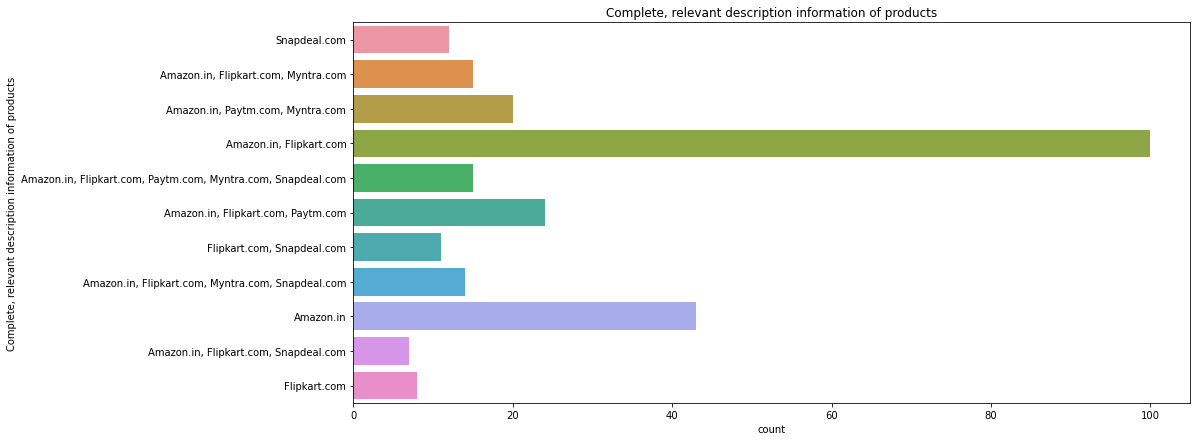 Complete, relevant description information of products
Complete, relevant description information of products
Snapdeal.com
Amazon.in, Flipkart.com, Myntra.com
Amazon.in, Paytm.com, Myntra.com
Amazon.in, Flipkart.com
Amazon.in, Flipkart.com, Paytm.com, Myntra.com, Snapdeal.com
Amazon.in, Flipkart.com, Paytm.com
Flipkart.com, Snapdeal.com
Amazon.in, Flipkart.com, Myntra.com, Snapdeal.com
Amazon.in
Amazon.in, Flipkart.com, Snapdeal.com
Flipkart.com
0 20 40 60 80 100
count